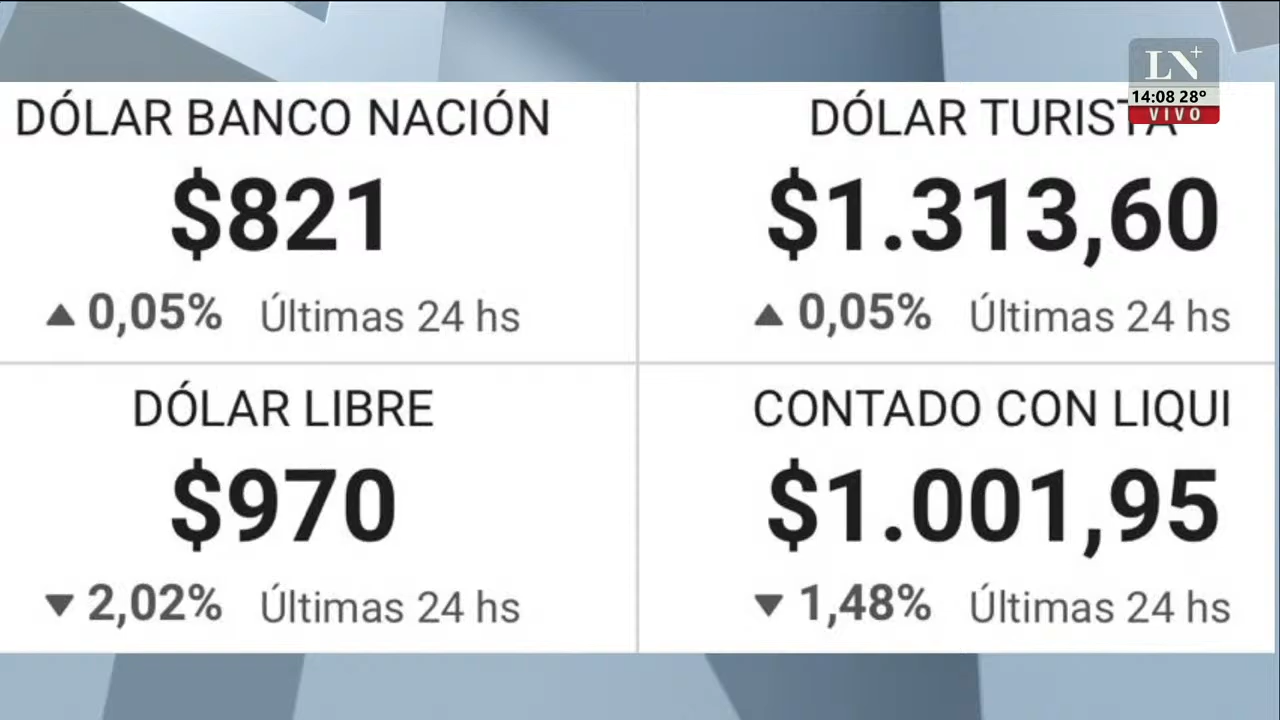 LN+
14:08 28°
VIVO
DÓLAR BANCO NACIÓN
$821
▲ 0,05% Últimas 24 hs
DÓLAR TURISTA
$1.313,60
▲ 0,05% Últimas 24 hs
DÓLAR LIBRE
$970
▼ 2,02% Últimas 24 hs
CONTADO CON LIQUI
$1.001,95
▼ 1,48% Últimas 24 hs